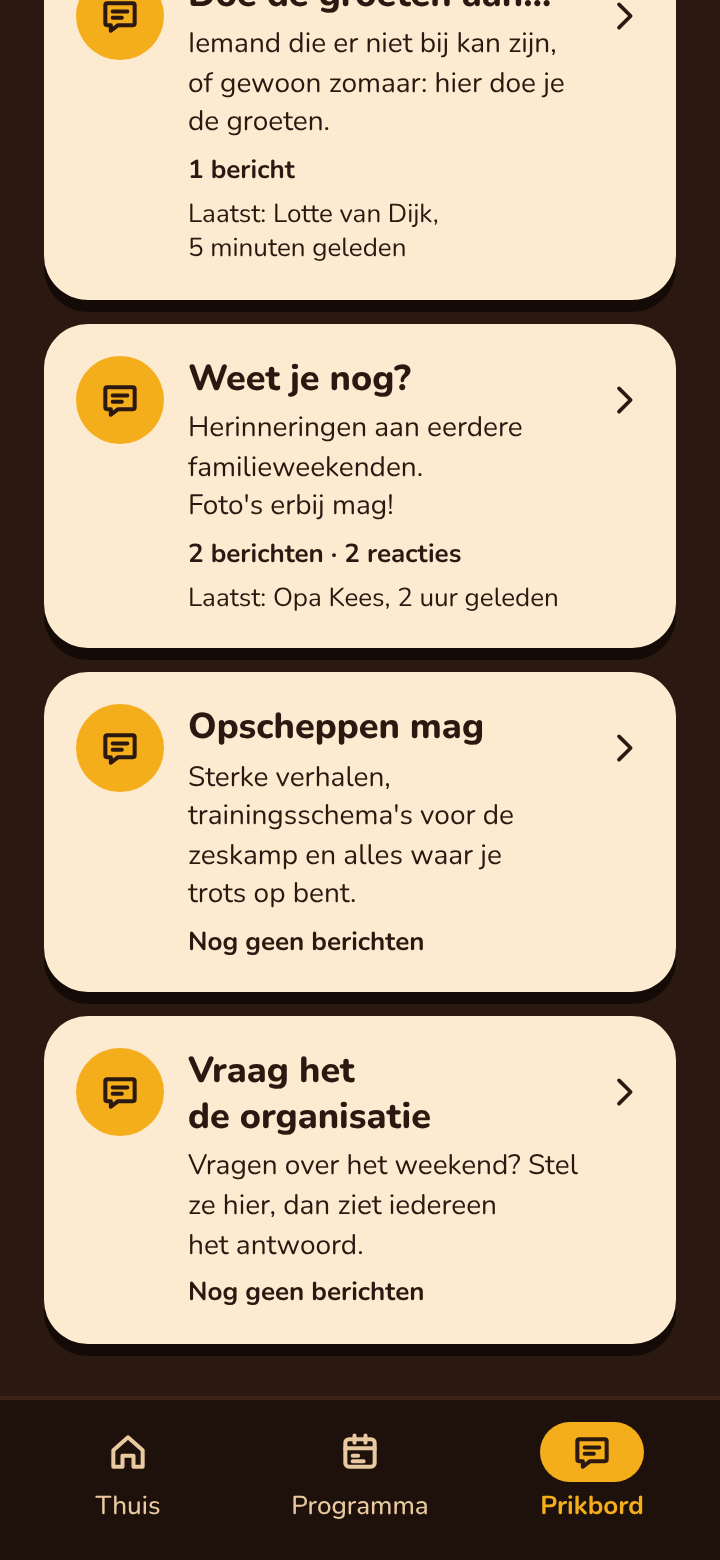 Doe de groeten aan...
Iemand die er niet bij kan zijn,
of gewoon zomaar: hier doe je
de groeten.
1 bericht
Laatst: Lotte van Dijk,
5 minuten geleden
Weet je nog?
Herinneringen aan eerdere
familieweekenden.
Foto's erbij mag!
2 berichten · 2 reacties
Laatst: Opa Kees, 2 uur geleden
Opscheppen mag
Sterke verhalen,
trainingsschema's voor de
zeskamp en alles waar je
trots op bent.
Nog geen berichten
Vraag het
de organisatie
Vragen over het weekend? Stel
ze hier, dan ziet iedereen
het antwoord.
Nog geen berichten
Thuis
Programma
Prikbord